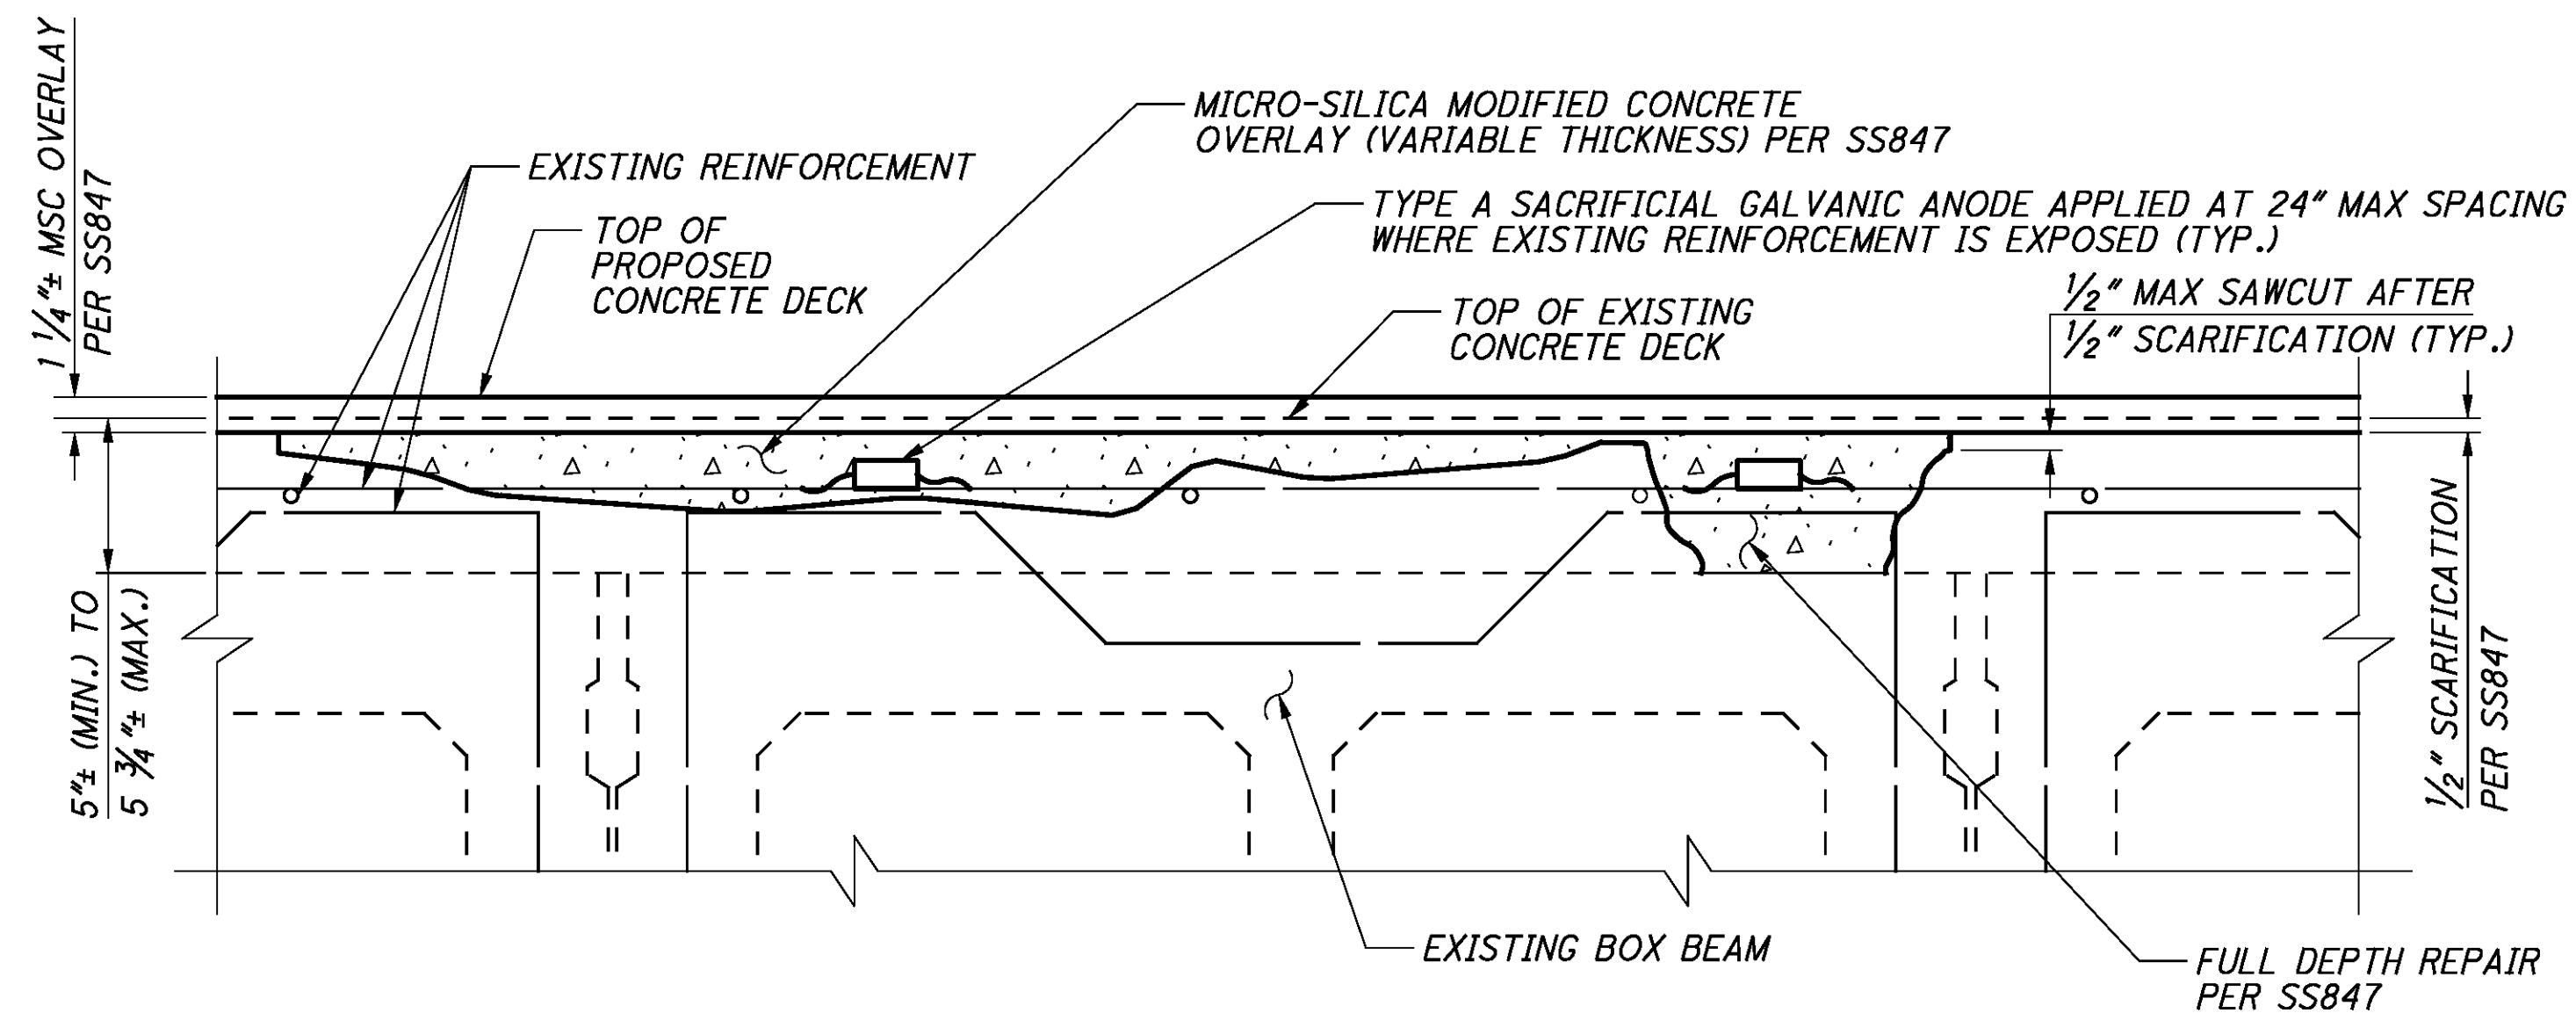 1 1/4"± MSC OVERLAY
PER SS847
EXISTING REINFORCEMENT
TOP OF
PROPOSED
CONCRETE DECK
MICRO-SILICA MODIFIED CONCRETE
OVERLAY (VARIABLE THICKNESS) PER SS847
TYPE A SACRIFICIAL GALVANIC ANODE APPLIED AT 24" MAX SPACING
WHERE EXISTING REINFORCEMENT IS EXPOSED (TYP.)
TOP OF EXISTING
CONCRETE DECK
1/2" MAX SAWCUT AFTER
1/2" SCARIFICATION (TYP.)
5"± (MIN.) TO
5 3/4"± (MAX.)
1/2" SCARIFICATION
PER SS847
EXISTING BOX BEAM
FULL DEPTH REPAIR
PER SS847